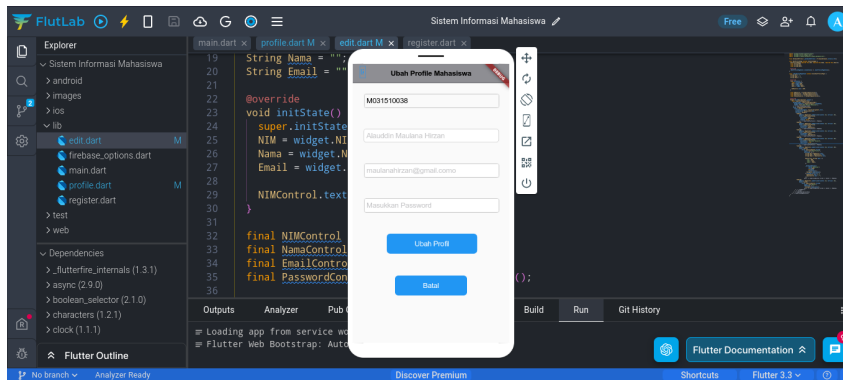 FlutLab
Sistem Informasi Mahasiswa
Free
A
Explorer
main.dart × profile.dart M × edit.dart M × register.dart ×
Sistem Informasi Mahasiswa
android
images
ios
lib
edit.dart M
firebase_options.dart
main.dart
profile.dart M
register.dart
test
web
Dependencies
_flutterfire_internals (1.3.1)
async (2.9.0)
boolean_selector (2.1.0)
characters (1.2.1)
clock (1.1.1)
Flutter Outline
2
19 String Nama = "";
20 String Email = ""
21
22 @override
23 void initState()
24 super.initState
25 NIM = widget.NI
26 Nama = widget.N
27 Email = widget.
28
29 NIMControl.text
30 }
31
32 final NIMControl
33 final NamaControl
34 final EmailContro
35 final PasswordCon ();
36
Ubah Profile Mahasiswa
DEBUG
M031510038
Alauddin Maulana Hirzan
maulanahirzan@gmail.como
Masukkan Password
Ubah Profil
Batal
Outputs Analyzer Pub Build Run Git History
Loading app from service wo
Flutter Web Bootstrap: Auto
Flutter Documentation
No branch Analyzer Ready Discover Premium Shortcuts Flutter 3.3